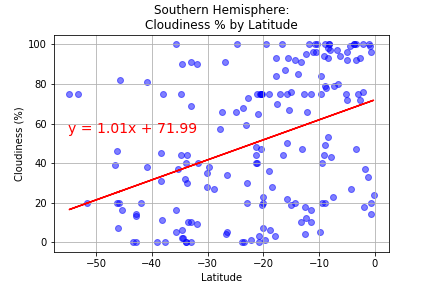 Southern Hemisphere:
Cloudiness % by Latitude
Cloudiness (%)
100
80
60
40
20
0
y = 1.01x + 71.99
−50
−40
−30
−20
−10
0
Latitude